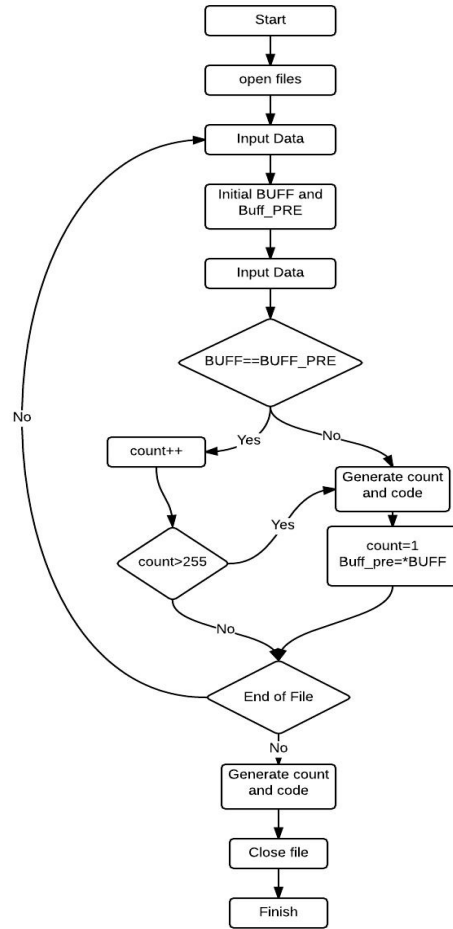 Start
open files
Input Data
Initial BUFF and
Buff_PRE
Input Data
BUFF==BUFF_PRE
No
Yes
No
count++
Generate count
and code
Yes
count>255
count=1
Buff_pre=*BUFF
No
End of File
No
Generate count
and code
Close file
Finish